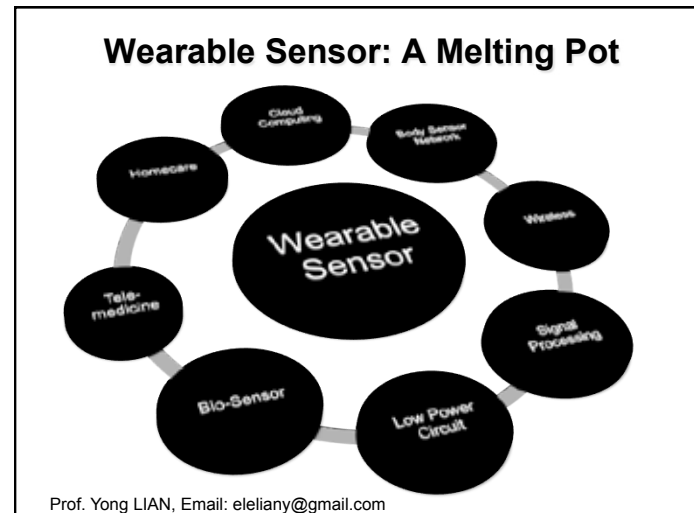 Wearable Sensor: A Melting Pot
Cloud
Computing
Body Sensor
Network
Homecare
Wireless
Wearable
Sensor
Tele-
medicine
Signal
Processing
Bio-Sensor
Low Power
Circuit
Prof. Yong LIAN, Email: eleliany@gmail.com